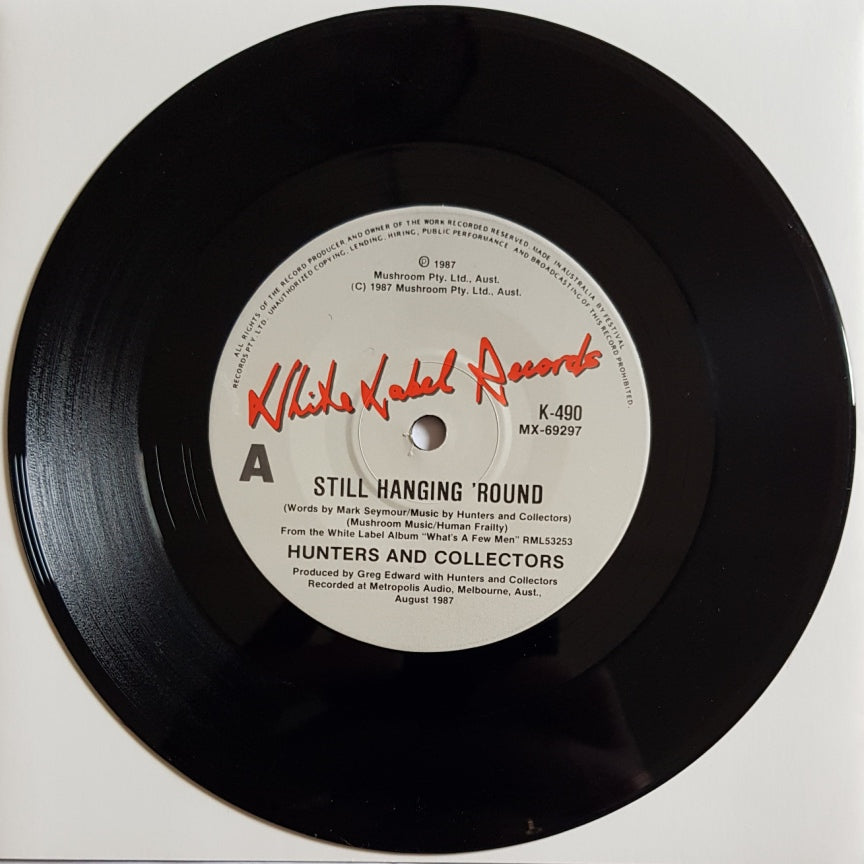 ALL RIGHTS OF THE RECORD PRODUCER AND OWNER OF THE WORK RECORDED RESERVED. MADE IN AUSTRALIA BY FESTIVAL
RECORDS PTY. LTD. UNAUTHORIZED COPYING, LENDING, HIRING, PUBLIC PERFORMANCE AND BROADCASTING OF THIS RECORD PROHIBITED.
℗ 1987
Mushroom Pty. Ltd., Aust.
(C) 1987 Mushroom Pty. Ltd., Aust.
White Label Records
K-490
MX-69297
A
STILL HANGING 'ROUND
(Words by Mark Seymour/Music by Hunters and Collectors)
(Mushroom Music/Human Frailty)
From the White Label Album "What's A Few Men" RML53253
HUNTERS AND COLLECTORS
Produced by Greg Edward with Hunters and Collectors
Recorded at Metropolis Audio, Melbourne, Aust.,
August 1987